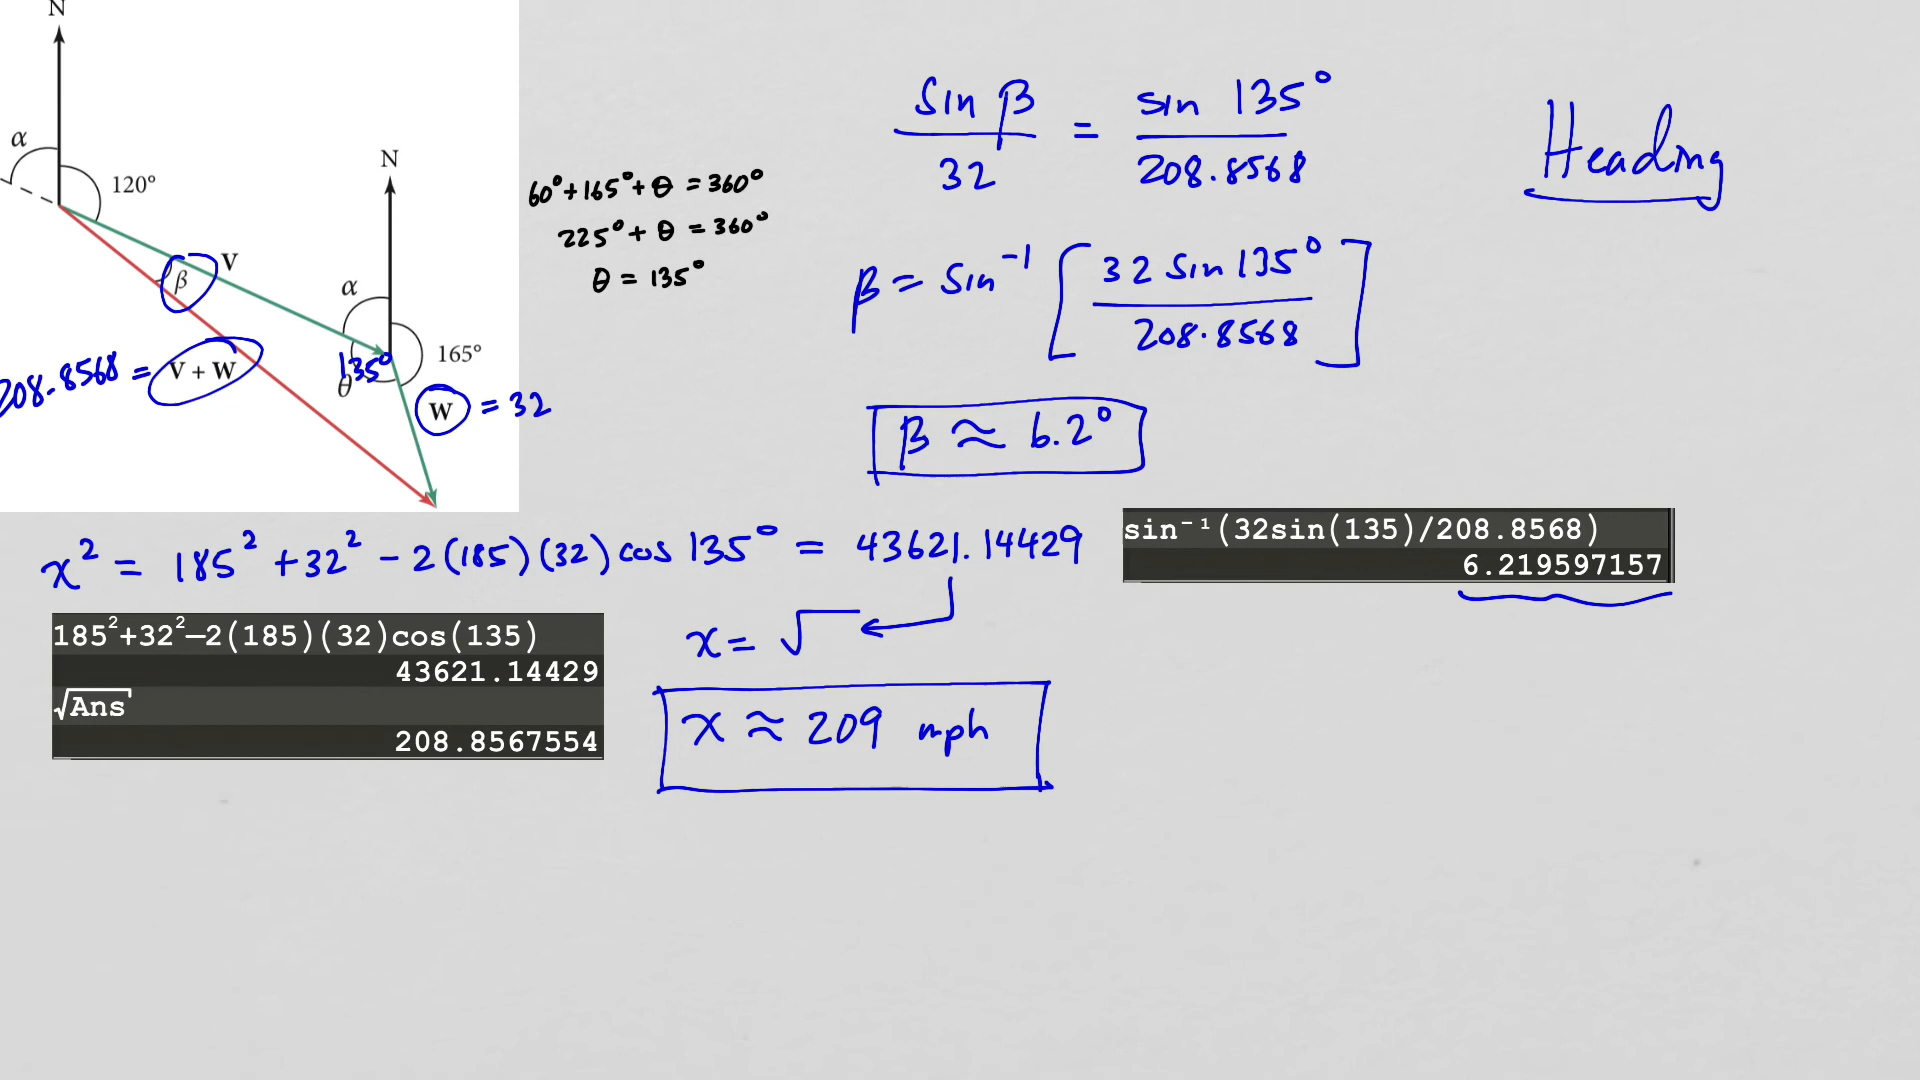 N
α
120°
V
β
N
α
165°
135°
θ
208.8568 = V + W
W = 32
60° + 165° + θ = 360°
225° + θ = 360°
θ = 135°
sin β / 32 = sin 135° / 208.8568
β = sin⁻¹ [ 32 sin 135° / 208.8568 ]
β ≈ 6.2°
Heading
x² = 185² + 32² - 2(185)(32) cos 135° = 43621.14429
x = √
x ≈ 209 mph
185²+32²−2(185)(32)cos(135)
43621.14429
√Ans
208.8567554
sin⁻¹(32sin(135)/208.8568)
6.219597157